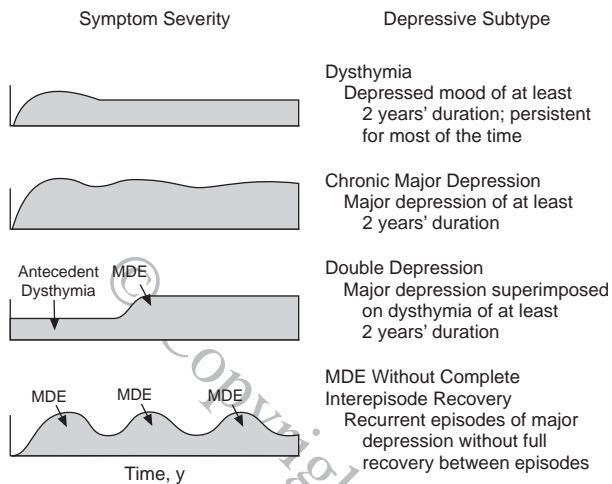 Symptom Severity
Depressive Subtype
Dysthymia
Depressed mood of at least
2 years’ duration; persistent
for most of the time
Chronic Major Depression
Major depression of at least
2 years’ duration
Antecedent
Dysthymia
MDE
Double Depression
Major depression superimposed
on dysthymia of at least
2 years’ duration
MDE
MDE
MDE
MDE Without Complete
Interepisode Recovery
Recurrent episodes of major
depression without full
recovery between episodes
Time, y
© Copyrigh